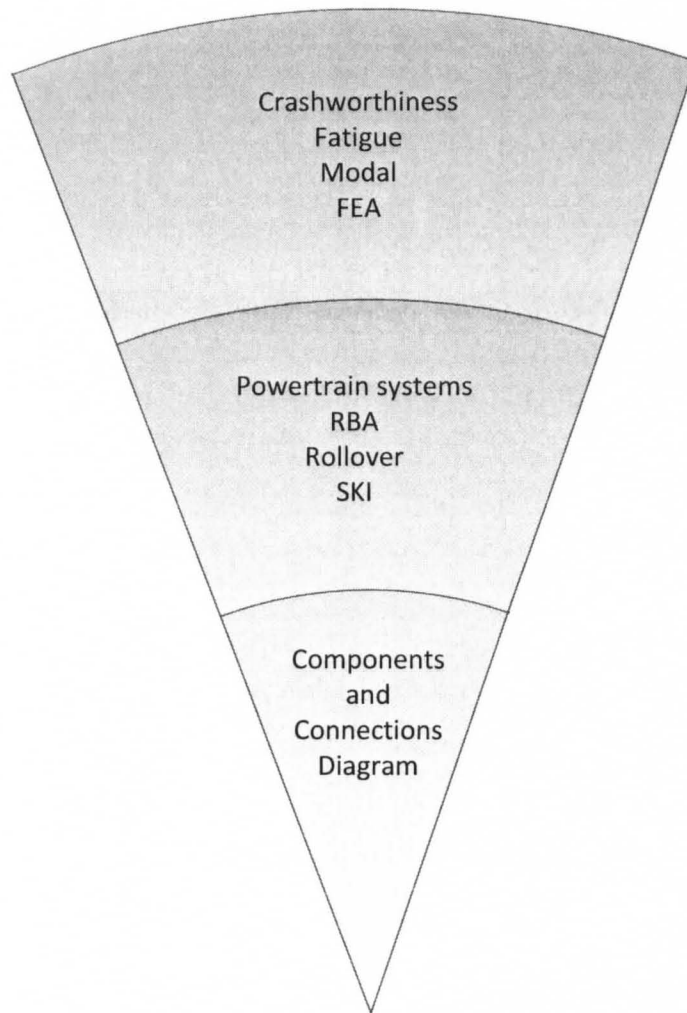 Crashworthiness
Fatigue
Modal
FEA
Powertrain systems
RBA
Rollover
SKI
Components
and
Connections
Diagram